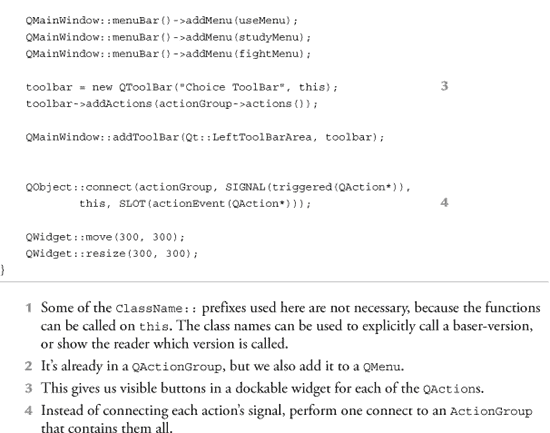 QMainWindow::menuBar()->addMenu(useMenu);
QMainWindow::menuBar()->addMenu(studyMenu);
QMainWindow::menuBar()->addMenu(fightMenu);
toolbar = new QToolBar("Choice ToolBar", this); 3
toolbar->addActions(actionGroup->actions());
QMainWindow::addToolBar(Qt::LeftToolBarArea, toolbar);
QObject::connect(actionGroup, SIGNAL(triggered(QAction*)),
this, SLOT(actionEvent(QAction*))); 4
QWidget::move(300, 300);
QWidget::resize(300, 300);
}
1 Some of the ClassName:: prefixes used here are not necessary, because the functions
can be called on this. The class names can be used to explicitly call a baser-version,
or show the reader which version is called.
2 It's already in a QActionGroup, but we also add it to a QMenu.
3 This gives us visible buttons in a dockable widget for each of the QActions.
4 Instead of connecting each action's signal, perform one connect to an ActionGroup
that contains them all.